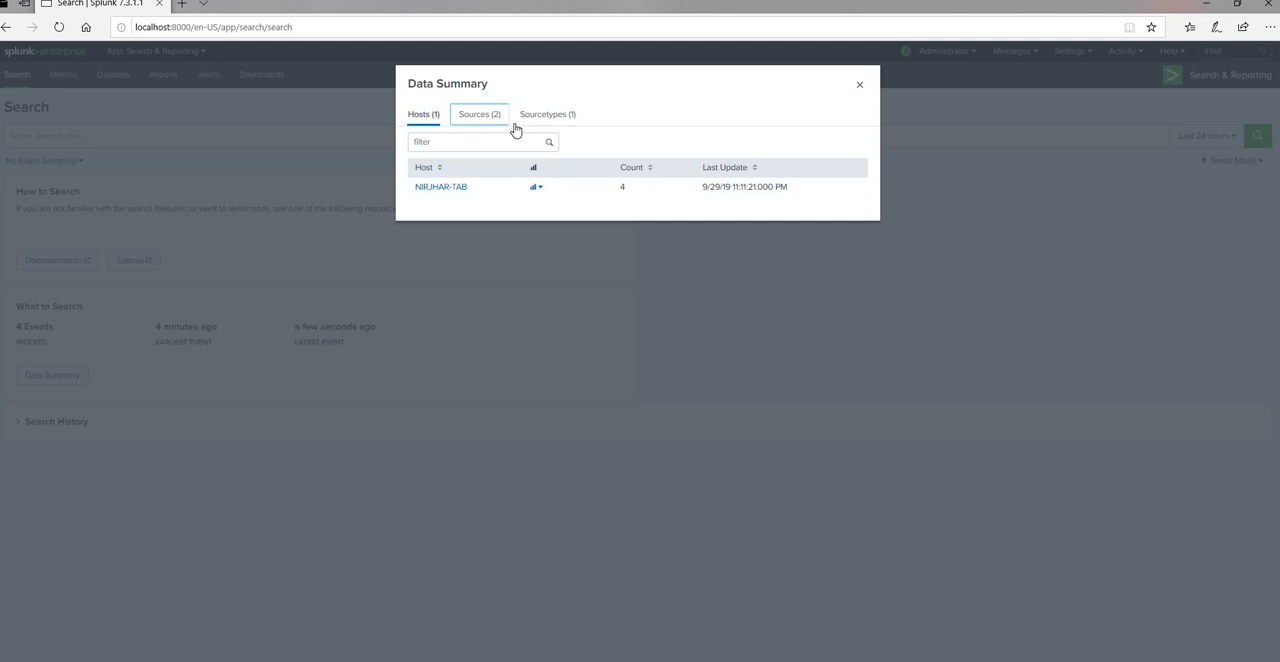 Search | Splunk 7.3.1.1
localhost:8000/en-US/app/search/search
splunk>enterprise App: Search & Reporting Administrator Messages Settings Activity Help Find
Search Metrics Datasets Reports Alerts Dashboards Search & Reporting
Data Summary
Search
Hosts (1) Sources (2) Sourcetypes (1)
enter search here... Last 24 hours
filter
No Event Sampling Smart Mode
Host Count Last Update
How to Search
NIRJHAR-TAB 4 9/29/19 11:11:21.000 PM
If you are not familiar with the search features, or want to learn more, see one of the following resourc
Documentation Tutorial
What to Search
4 Events 4 minutes ago a few seconds ago
INDEXED EARLIEST EVENT LATEST EVENT
Data Summary
> Search History